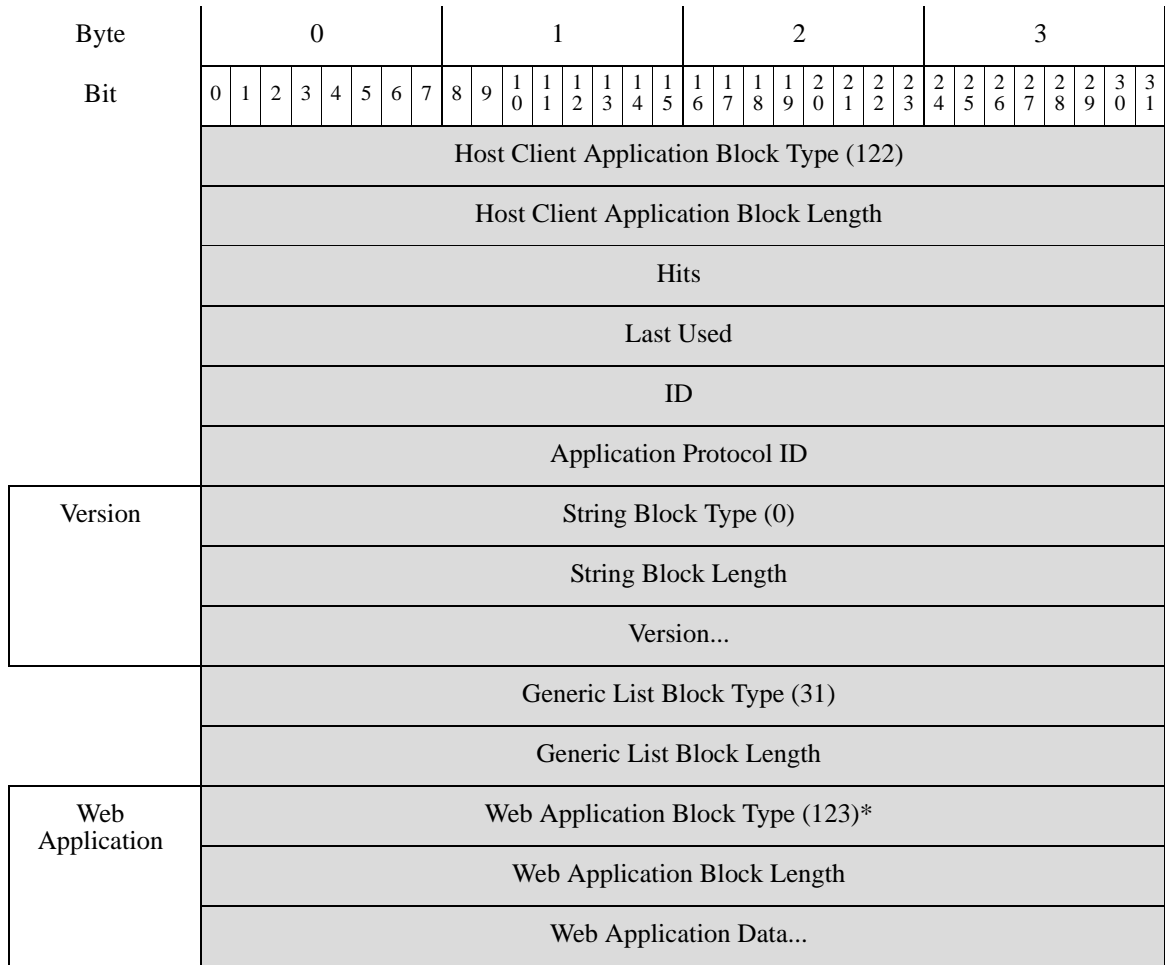 Byte 0 1 2 3
Bit 0 1 2 3 4 5 6 7 8 9 10 11 12 13 14 15 16 17 18 19 20 21 22 23 24 25 26 27 28 29 30 31
Host Client Application Block Type (122)
Host Client Application Block Length
Hits
Last Used
ID
Application Protocol ID
Version String Block Type (0)
String Block Length
Version...
Generic List Block Type (31)
Generic List Block Length
Web
Application
Web Application Block Type (123)*
Web Application Block Length
Web Application Data...